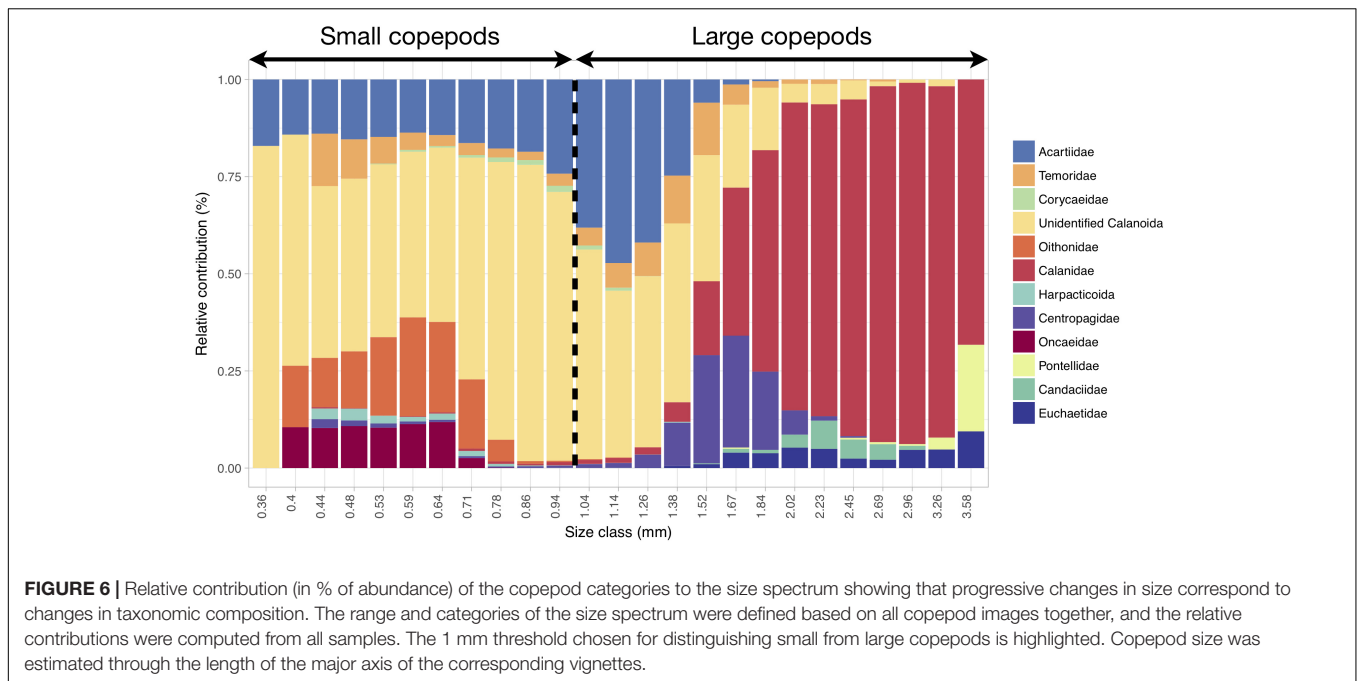 Small copepods
Large copepods
Relative contribution (%)
1.00
0.75
0.50
0.25
0.00
0.36
0.4
0.44
0.48
0.53
0.59
0.64
0.71
0.78
0.86
0.94
1.04
1.14
1.26
1.38
1.52
1.67
1.84
2.02
2.23
2.45
2.69
2.96
3.26
3.58
Size class (mm)
Acartiidae
Temoridae
Corycaeidae
Unidentified Calanoida
Oithonidae
Calanidae
Harpacticoida
Centropagidae
Oncaeidae
Pontellidae
Candaciidae
Euchaetidae
FIGURE 6 | Relative contribution (in % of abundance) of the copepod categories to the size spectrum showing that progressive changes in size correspond to
changes in taxonomic composition. The range and categories of the size spectrum were defined based on all copepod images together, and the relative
contributions were computed from all samples. The 1 mm threshold chosen for distinguishing small from large copepods is highlighted. Copepod size was
estimated through the length of the major axis of the corresponding vignettes.